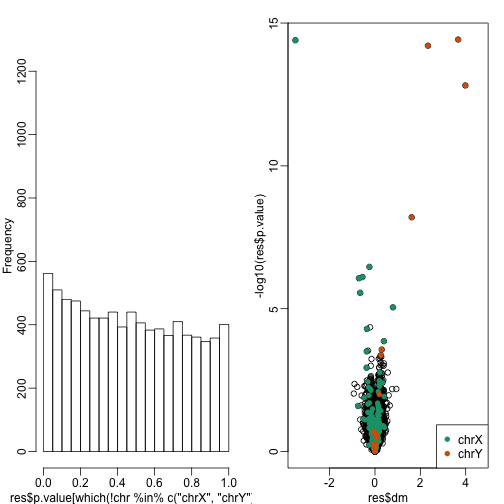 Frequency
0 200 400 600 800 1000 1200
0.0 0.2 0.4 0.6 0.8 1.0
res$p.value[which(!chr %in% c("chrX", "chrY"
-log10(res$p.value)
0 5 10 15
-2 0 2 4
res$dm
chrX
chrY